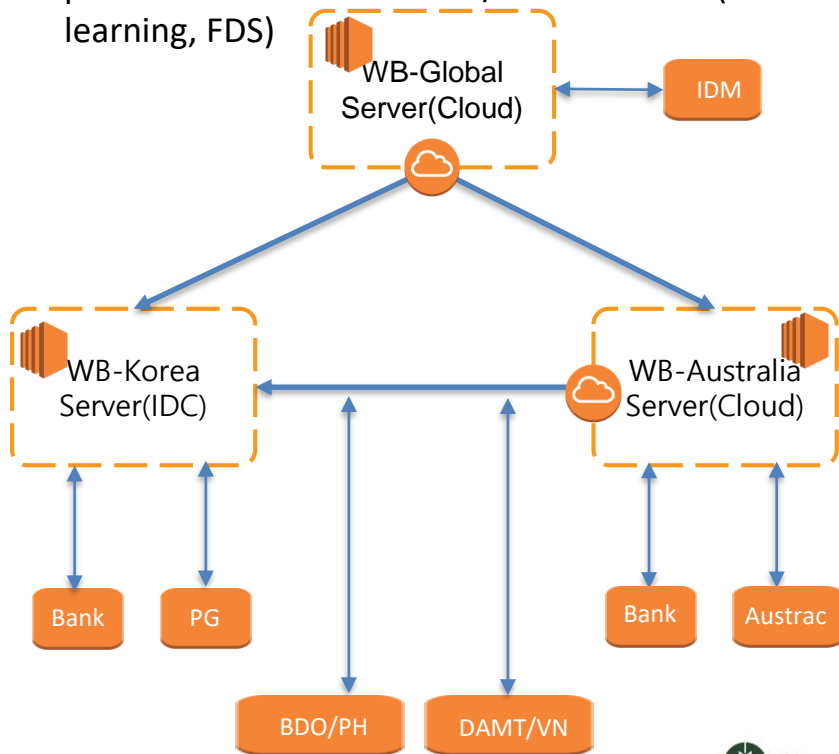 learning, FDS)
WB-Global
Server(Cloud)
IDM
WB-Korea
Server(IDC)
WB-Australia
Server(Cloud)
Bank
PG
Bank
Austrac
BDO/PH
DAMT/VN